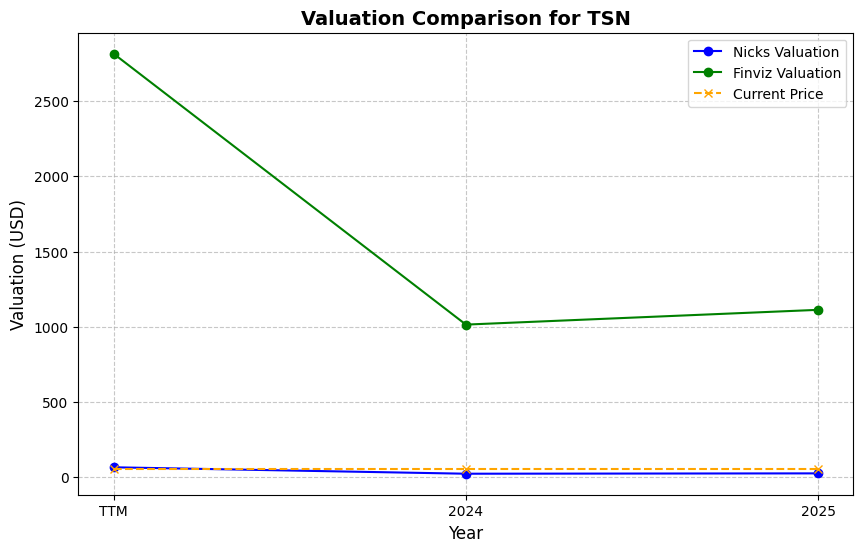 Valuation Comparison for TSN
Nicks Valuation
Finviz Valuation
Current Price
Valuation (USD)
2500
2000
1500
1000
500
0
TTM
2024
2025
Year